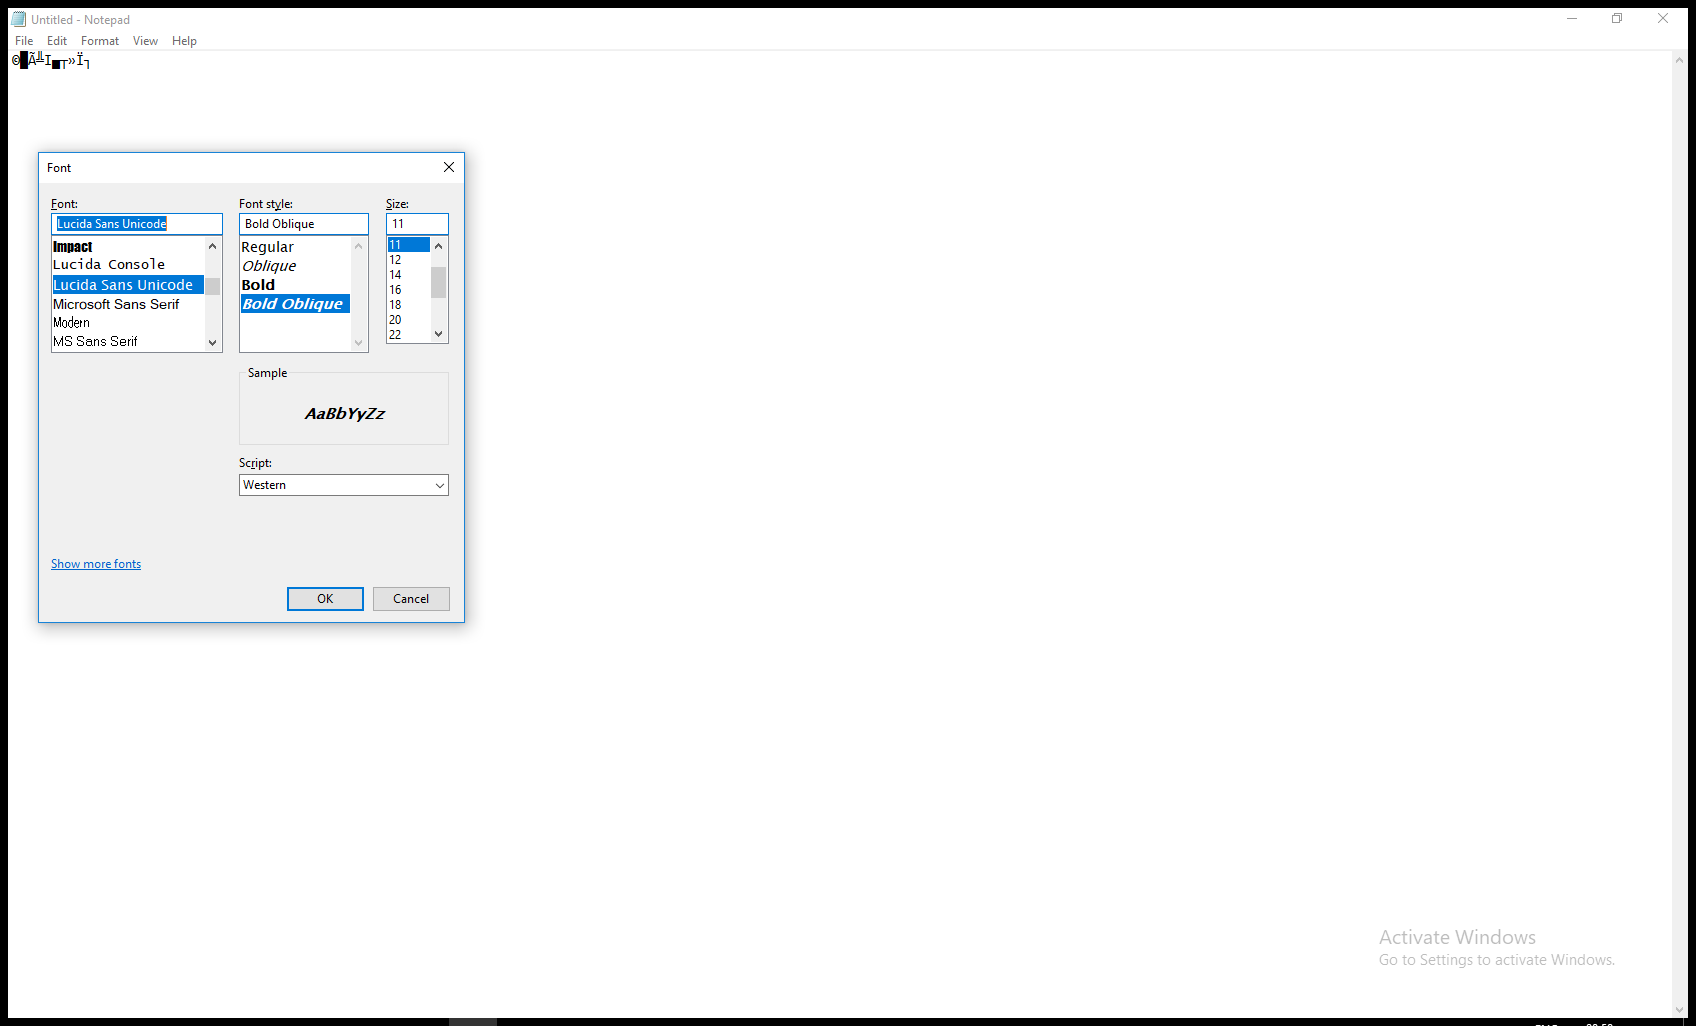 Untitled - Notepad
File Edit Format View Help
Font
Font: Font style: Size:
Lucida Sans Unicode Bold Oblique 11
Impact
Lucida Console
Lucida Sans Unicode
Microsoft Sans Serif
Modern
MS Sans Serif
Regular
Oblique
Bold
Bold Oblique
11
12
14
16
18
20
22
Sample
AaBbYyZz
Script:
Western
Show more fonts
OK Cancel
Activate Windows
Go to Settings to activate Windows.